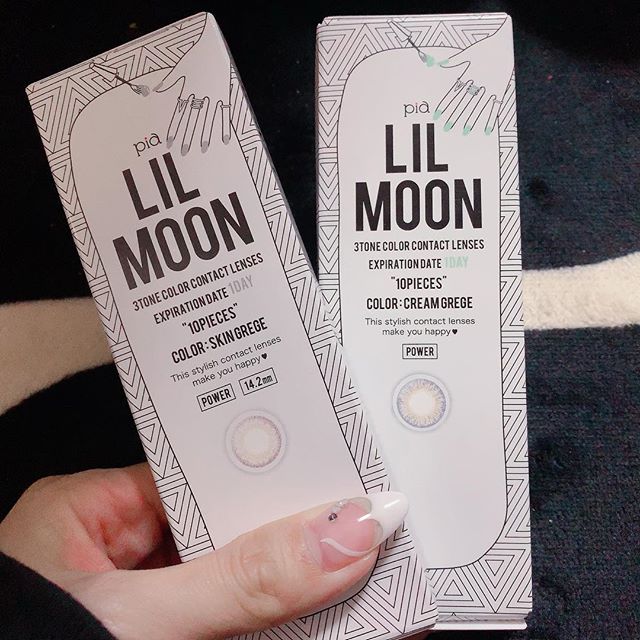 pià
LIL
MOON
3TONE COLOR CONTACT LENSES
EXPIRATION DATE 1DAY
"10PIECES"
COLOR: SKIN GREGE
This stylish contact lenses
make you happy♥
POWER 14.2mm
pià
LIL
MOON
3TONE COLOR CONTACT LENSES
EXPIRATION DATE 1DAY
"10PIECES"
COLOR: CREAM GREGE
This stylish contact lenses
make you happy♥
POWER